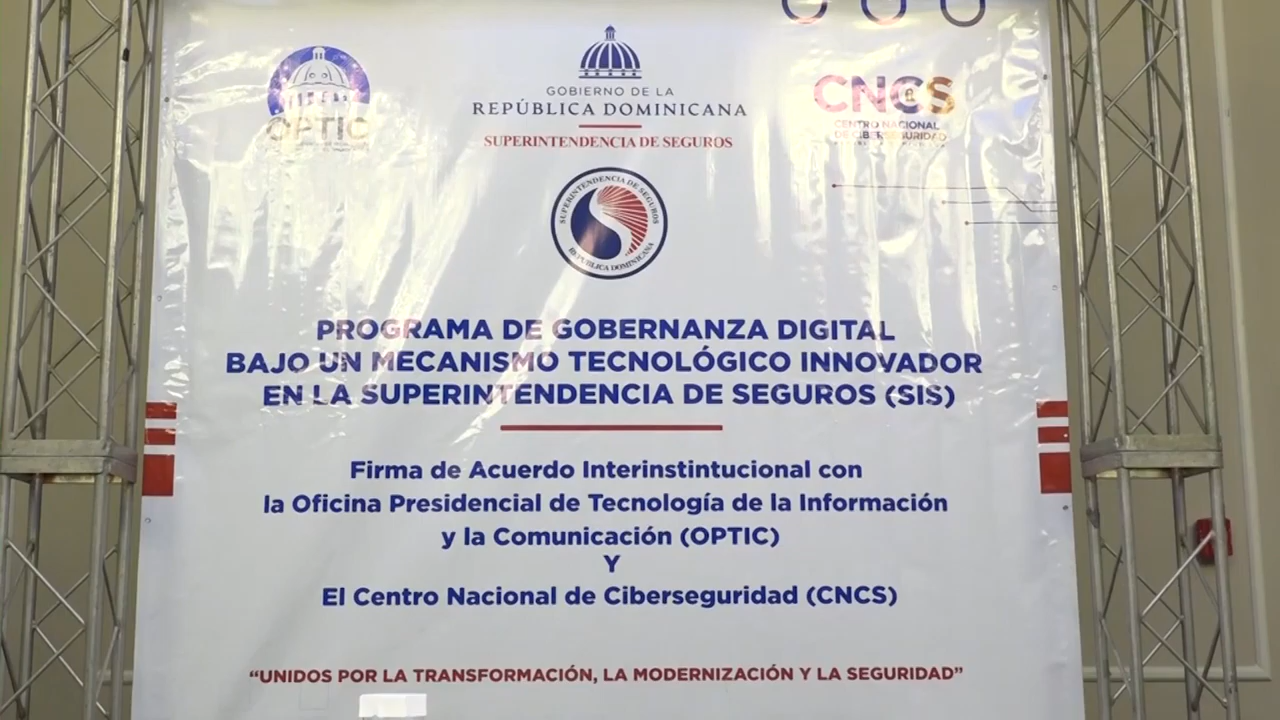 OPTIC
GOBIERNO DE LA
REPÚBLICA DOMINICANA
SUPERINTENDENCIA DE SEGUROS
CNCS
CENTRO NACIONAL
DE CIBERSEGURIDAD
SUPERINTENDENCIA DE SEGUROS
REPÚBLICA DOMINICANA
PROGRAMA DE GOBERNANZA DIGITAL
BAJO UN MECANISMO TECNOLÓGICO INNOVADOR
EN LA SUPERINTENDENCIA DE SEGUROS (SIS)
Firma de Acuerdo Interinstintucional con
la Oficina Presidencial de Tecnología de la Información
y la Comunicación (OPTIC)
Y
El Centro Nacional de Ciberseguridad (CNCS)
“UNIDOS POR LA TRANSFORMACIÓN, LA MODERNIZACIÓN Y LA SEGURIDAD”